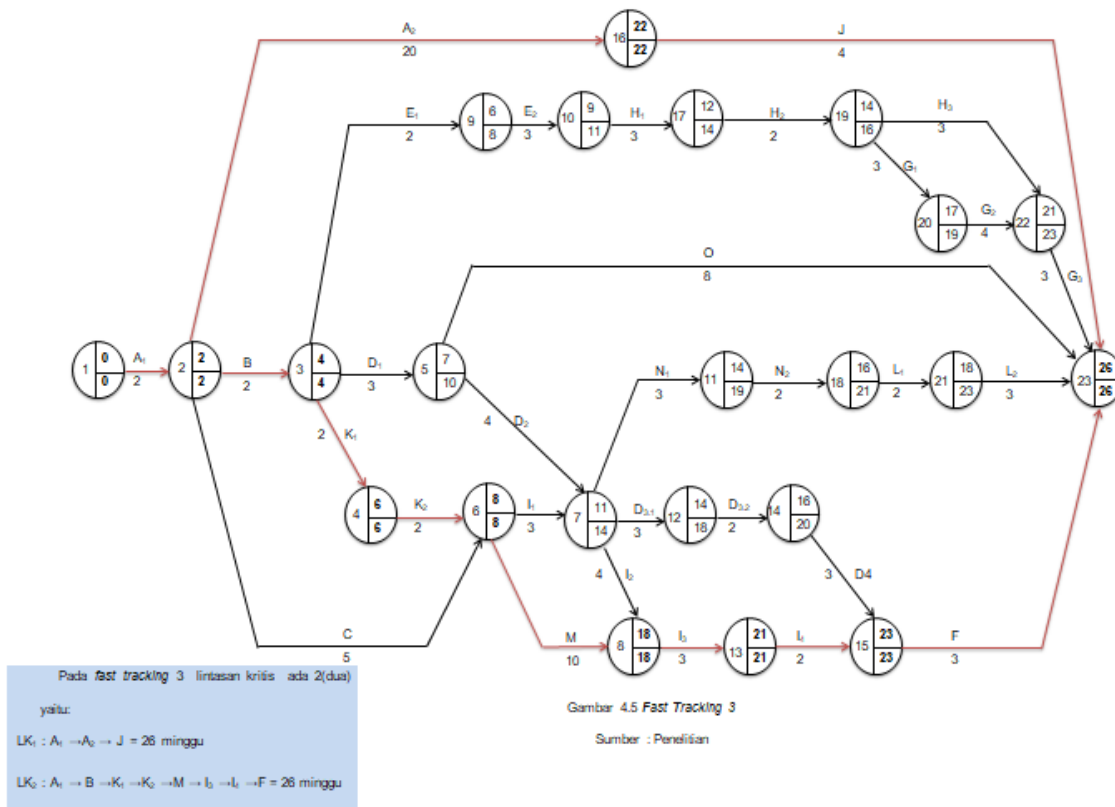 A₂
20
16
22
22
J
4
E₁
2
9
6
8
E₂
3
10
9
11
H₁
3
17
12
14
H₂
2
19
14
16
H₃
3
3
G₁
20
17
19
G₂
4
22
21
23
3
G₃
O
8
1
0
0
A₁
2
2
2
2
B
2
3
4
4
D₁
3
5
7
10
N₁
3
11
14
19
N₂
2
18
16
21
L₁
2
21
18
23
L₂
3
23
26
26
2
K₁
4
D₂
4
6
6
K₂
2
6
8
8
I₁
3
7
11
14
D₃,₁
3
12
14
18
D₃,₂
2
14
16
20
4
I₂
3
D4
C
5
M
10
8
18
18
I₃
3
13
21
21
I₁
2
15
23
23
F
3
Pada fast tracking 3 lintasan kritis ada 2(dua)
yaitu:
LK₁ : A₁ →A₂→ J = 26 minggu
LK₂ : A₁ → B →K₁ →K₂ →M → I₃ →I₁ →F = 26 minggu
Gambar 4.5 Fast Tracking 3
Sumber : Penelitian